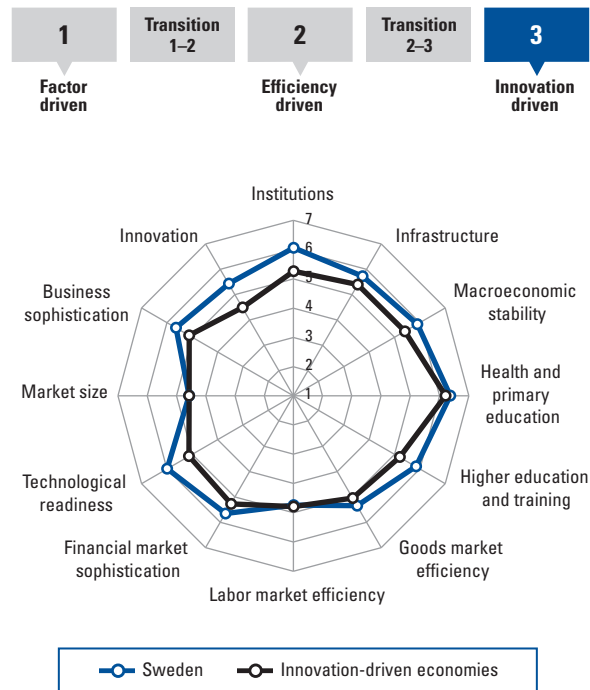 1
Transition
1–2
2
Transition
2–3
3
Factor
driven
Efficiency
driven
Innovation
driven
Institutions
7
Innovation
6
Infrastructure
5
Business
sophistication
4
Macroeconomic
stability
3
2
Market size
1
Health and
primary
education
Technological
readiness
Higher education
and training
Financial market
sophistication
Goods market
efficiency
Labor market efficiency
Sweden
Innovation-driven economies